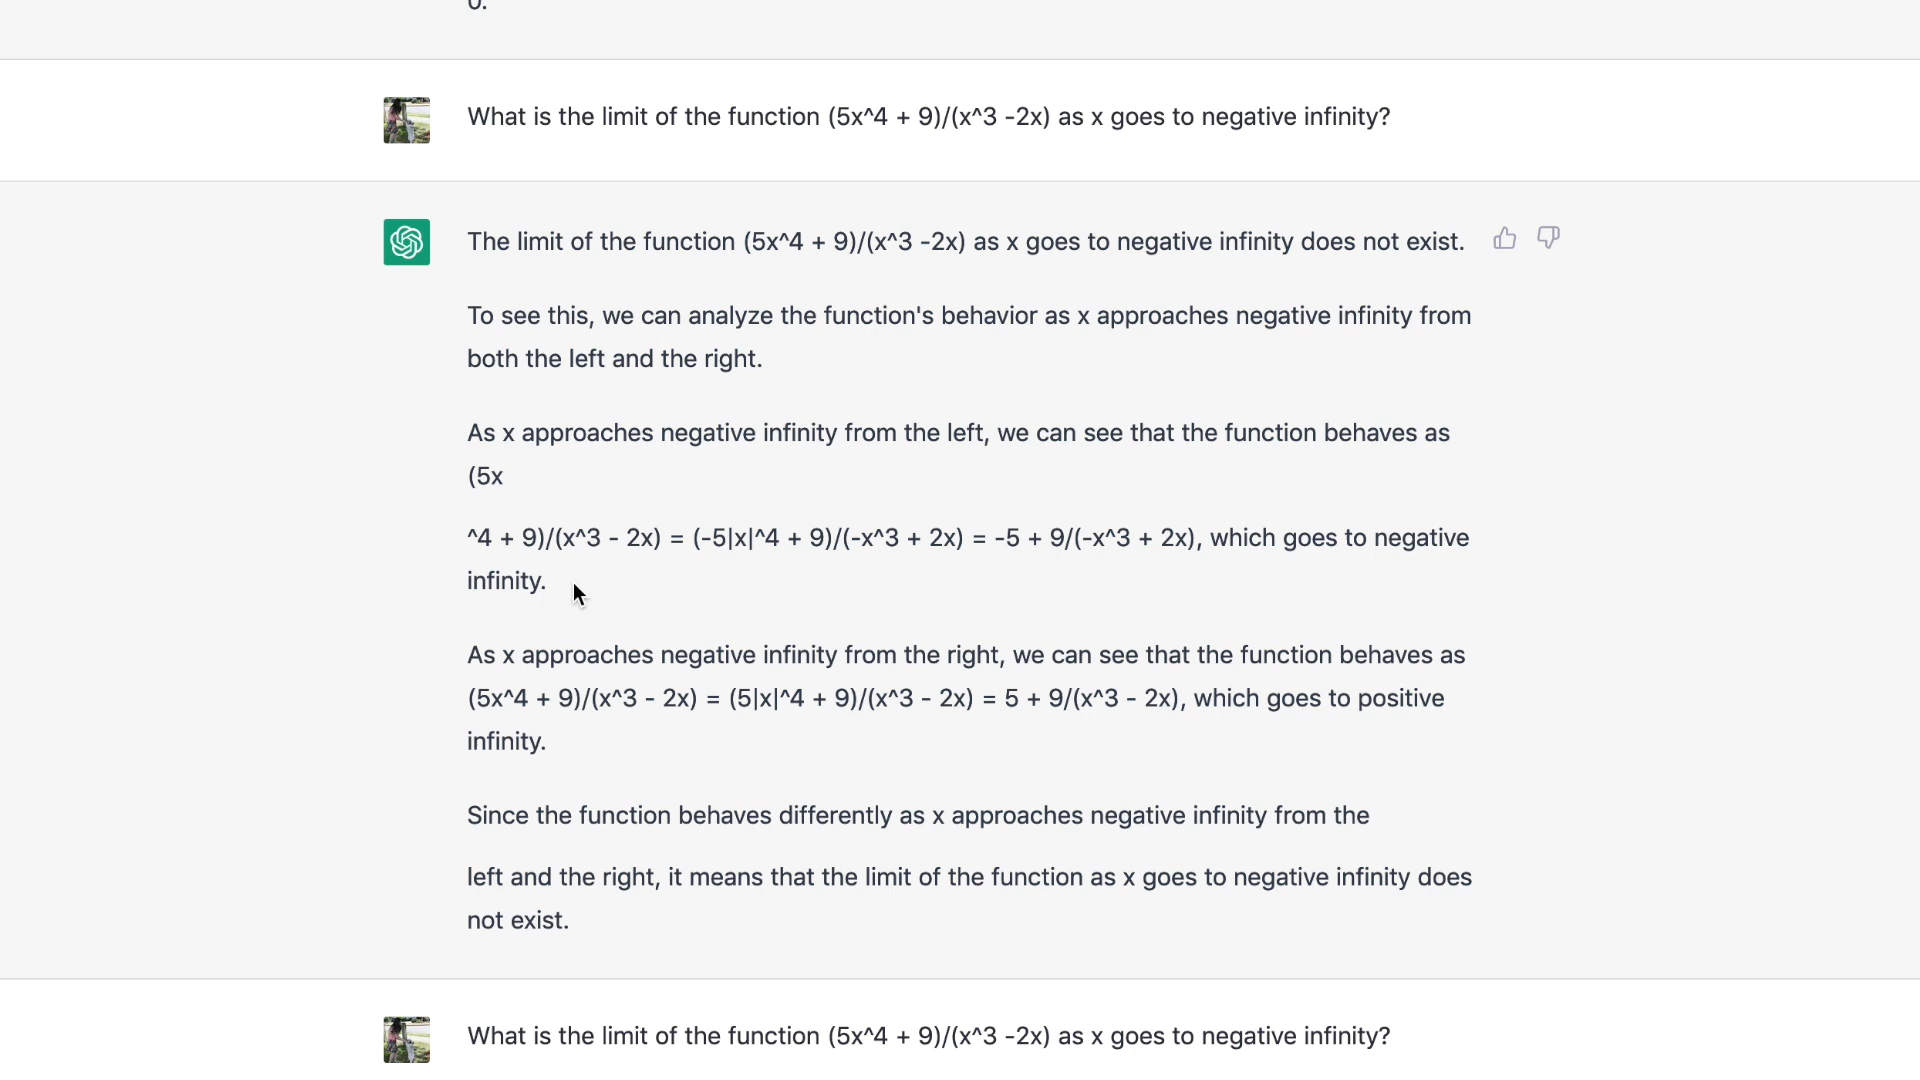 0.
What is the limit of the function (5x^4 + 9)/(x^3 -2x) as x goes to negative infinity?
The limit of the function (5x^4 + 9)/(x^3 -2x) as x goes to negative infinity does not exist.
To see this, we can analyze the function's behavior as x approaches negative infinity from
both the left and the right.
As x approaches negative infinity from the left, we can see that the function behaves as
(5x
^4 + 9)/(x^3 - 2x) = (-5|x|^4 + 9)/(-x^3 + 2x) = -5 + 9/(-x^3 + 2x), which goes to negative
infinity.
As x approaches negative infinity from the right, we can see that the function behaves as
(5x^4 + 9)/(x^3 - 2x) = (5|x|^4 + 9)/(x^3 - 2x) = 5 + 9/(x^3 - 2x), which goes to positive
infinity.
Since the function behaves differently as x approaches negative infinity from the
left and the right, it means that the limit of the function as x goes to negative infinity does
not exist.
What is the limit of the function (5x^4 + 9)/(x^3 -2x) as x goes to negative infinity?